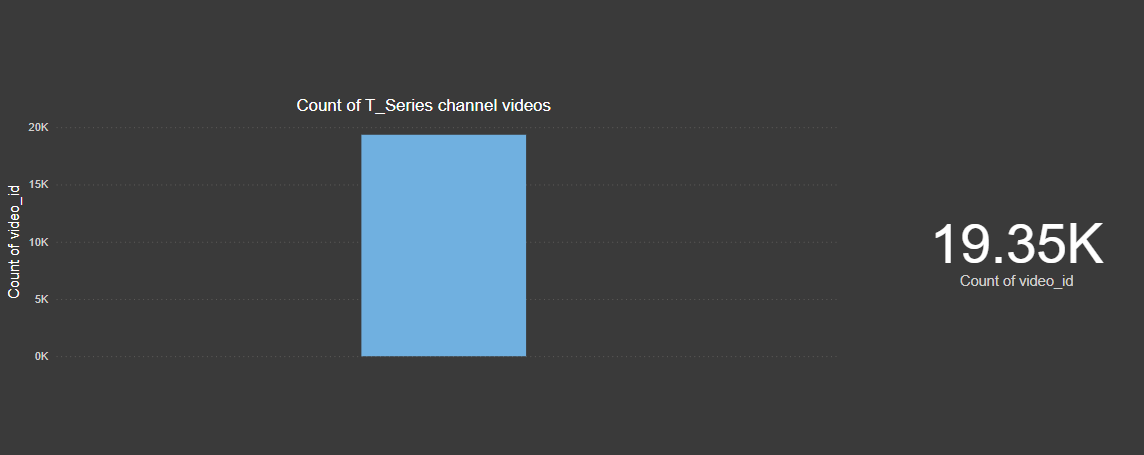 Count of T_Series channel videos
Count of video_id
20K
15K
10K
5K
0K
19.35K
Count of video_id